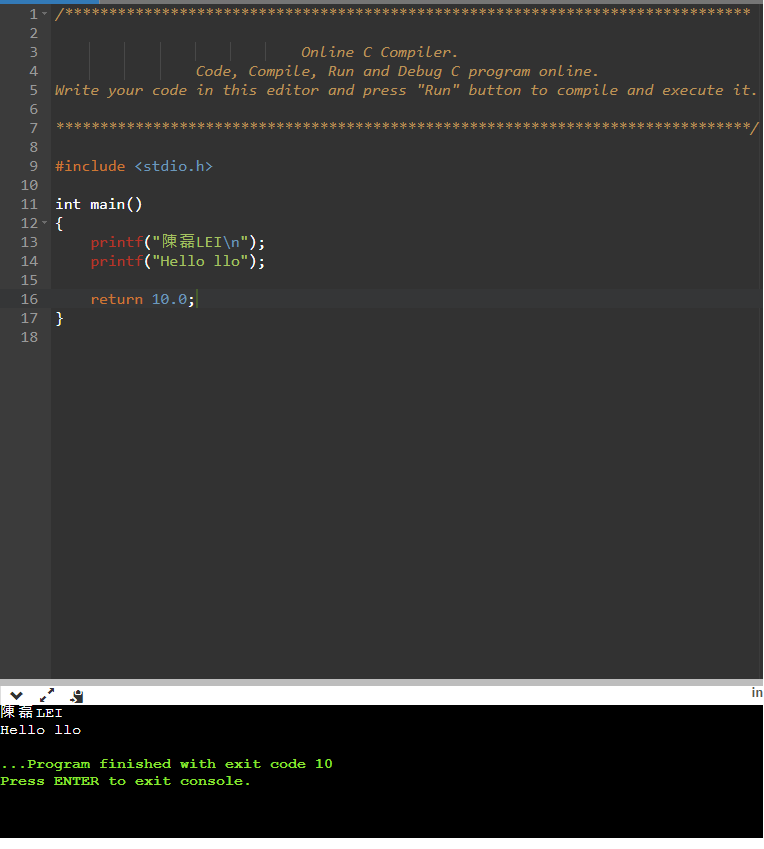 1 /******************************************************************************
2
3 Online C Compiler.
4 Code, Compile, Run and Debug C program online.
5 Write your code in this editor and press "Run" button to compile and execute it.
6
7 *******************************************************************************/
8
9 #include <stdio.h>
10
11 int main()
12 {
13 printf("陳磊LEI\n");
14 printf("Hello llo");
15
16 return 10.0;
17 }
18
in
陳磊LEI
Hello llo
...Program finished with exit code 10
Press ENTER to exit console.